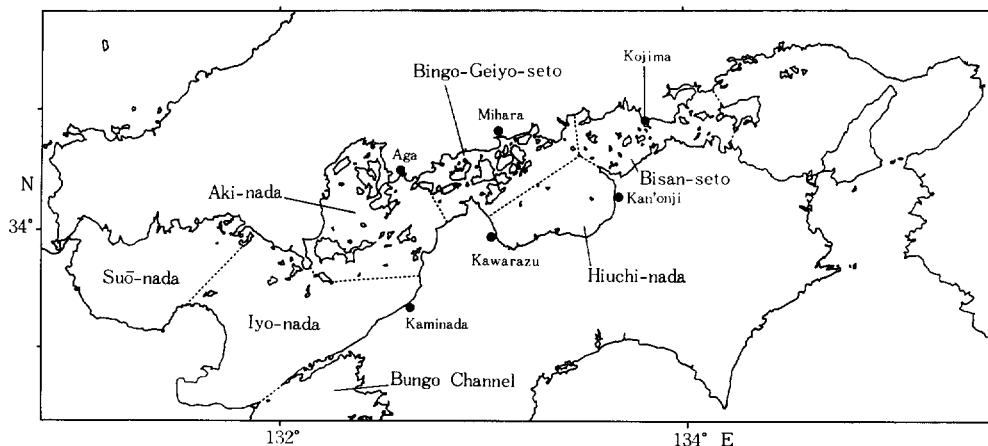 Kojima
Bingo-Geiyo-seto
Mihara
Aga
N
Aki-nada
Bisan-seto
Kan'onji
34°
Kawarazu
Suō-nada
Hiuchi-nada
Iyo-nada
Kaminada
Bungo Channel
132°
134° E